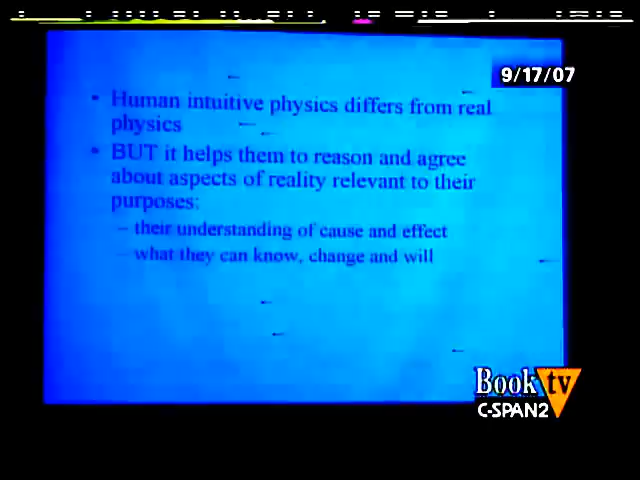 9/17/07
• Human intuitive physics differs from real
physics
• BUT it helps them to reason and agree
about aspects of reality relevant to their
purposes:
– their understanding of cause and effect
– what they can know, change and will
Book tv
C-SPAN2